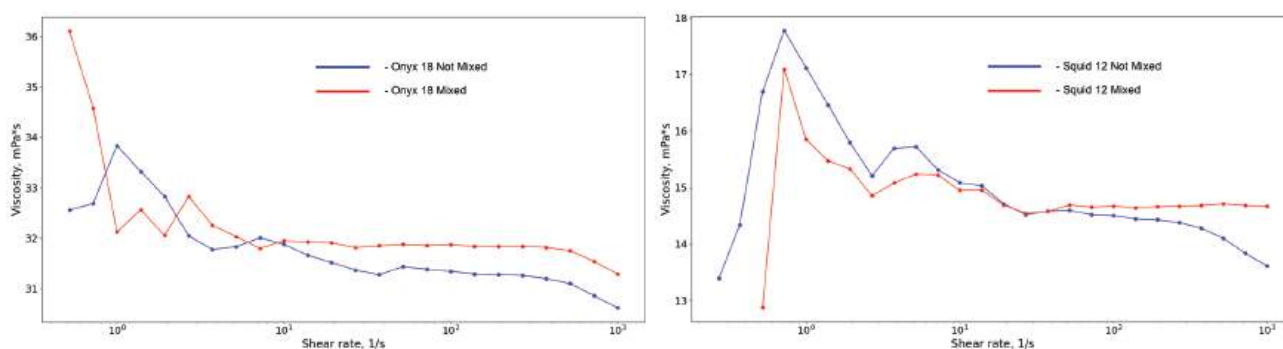 36
35
34
33
32
31
Viscosity, mPa*s
- Onyx 18 Not Mixed
- Onyx 18 Mixed
10⁰
10¹
10²
10³
Shear rate, 1/s
18
17
16
15
14
13
Viscosity, mPa*s
- Squid 12 Not Mixed
- Squid 12 Mixed
10⁰
10¹
10²
10³
Shear rate, 1/s